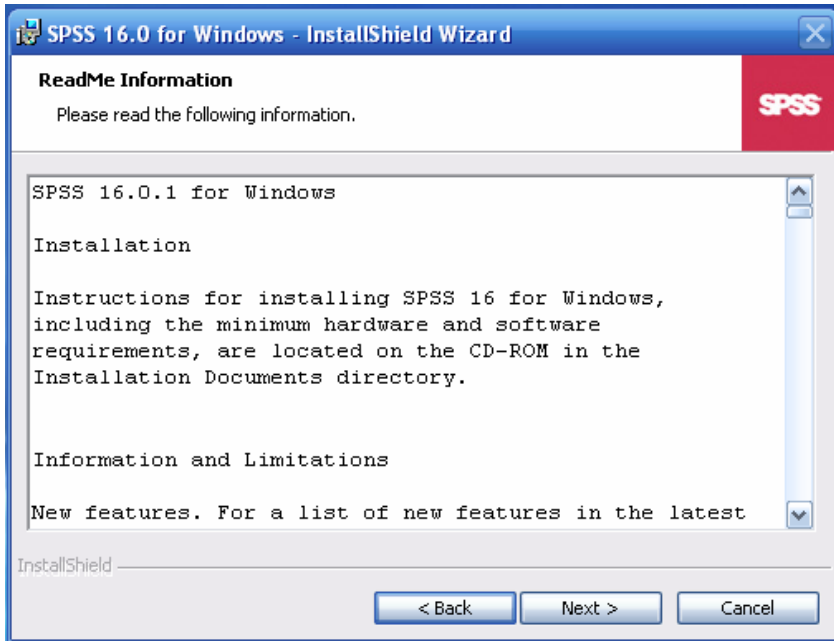 SPSS 16.0 for Windows - InstallShield Wizard
ReadMe Information
Please read the following information.
SPSS
SPSS 16.0.1 for Windows
Installation
Instructions for installing SPSS 16 for Windows,
including the minimum hardware and software
requirements, are located on the CD-ROM in the
Installation Documents directory.
Information and Limitations
New features. For a list of new features in the latest
InstallShield
< Back
Next >
Cancel